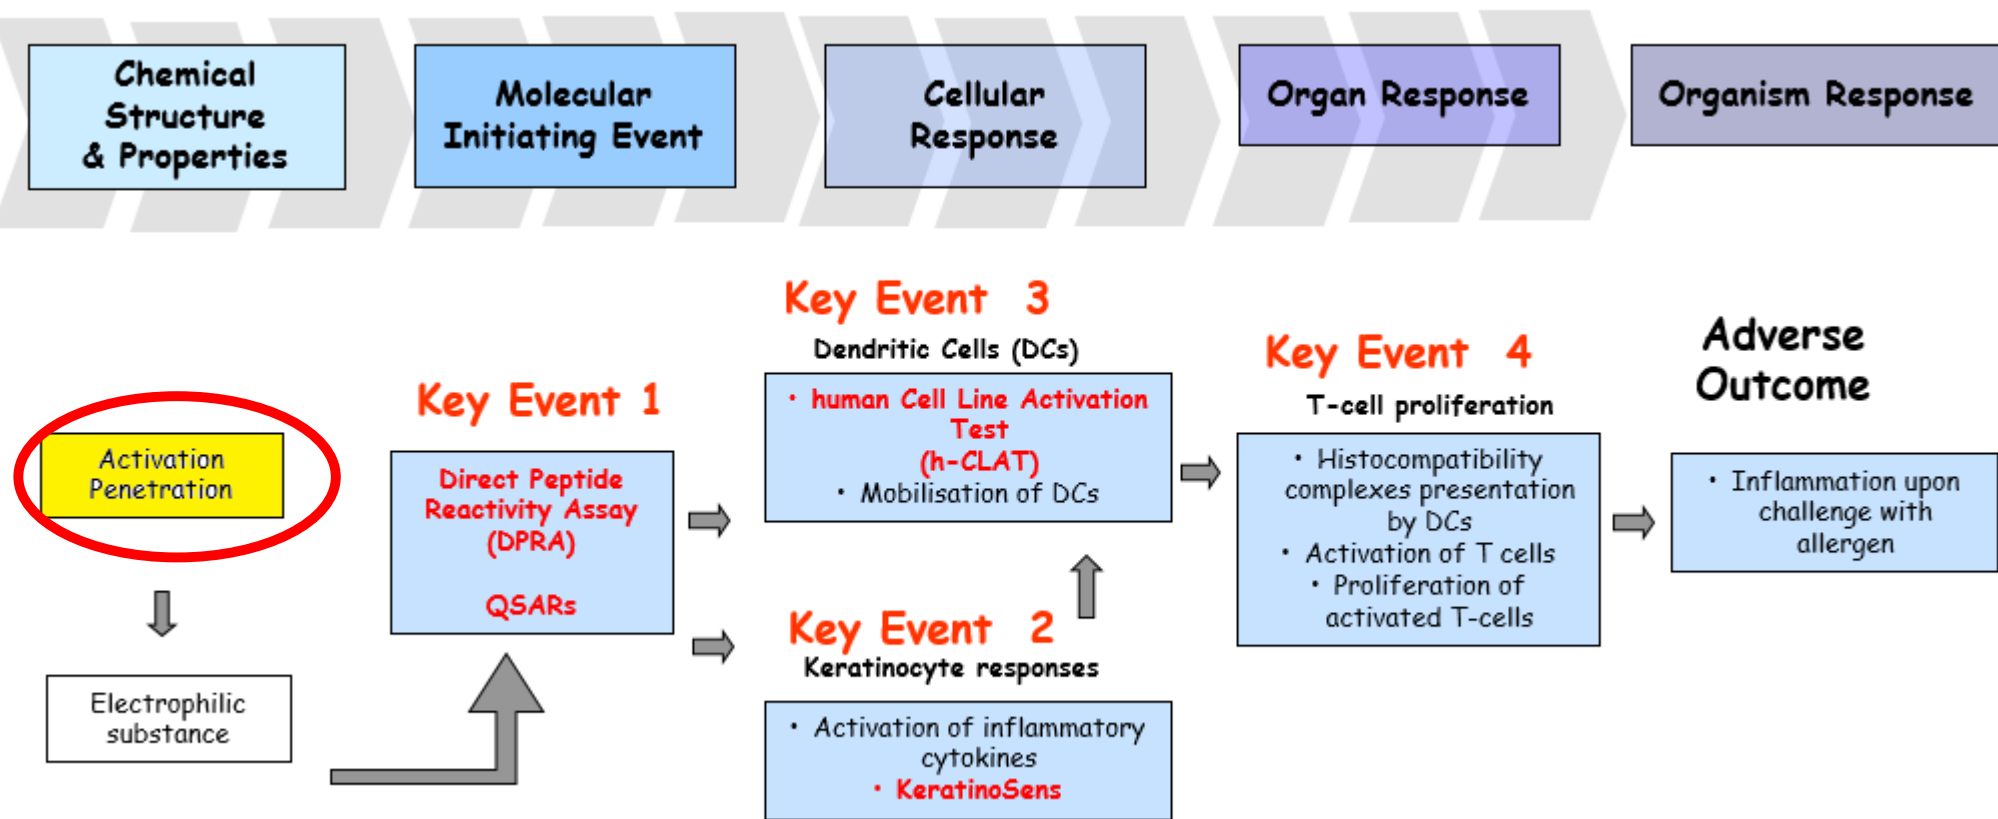 Chemical
Structure
& Properties
Molecular
Initiating Event
Cellular
Response
Organ Response
Organism Response
Activation
Penetration
Electrophilic
substance
Key Event 1
Direct Peptide
Reactivity Assay
(DPRA)
QSARs
Key Event 3
Dendritic Cells (DCs)
• human Cell Line Activation
Test
(h-CLAT)
• Mobilisation of DCs
Key Event 2
Keratinocyte responses
• Activation of inflammatory
cytokines
• KeratinoSens
Key Event 4
T-cell proliferation
• Histocompatibility
complexes presentation
by DCs
• Activation of T cells
• Proliferation of
activated T-cells
Adverse
Outcome
• Inflammation upon
challenge with
allergen